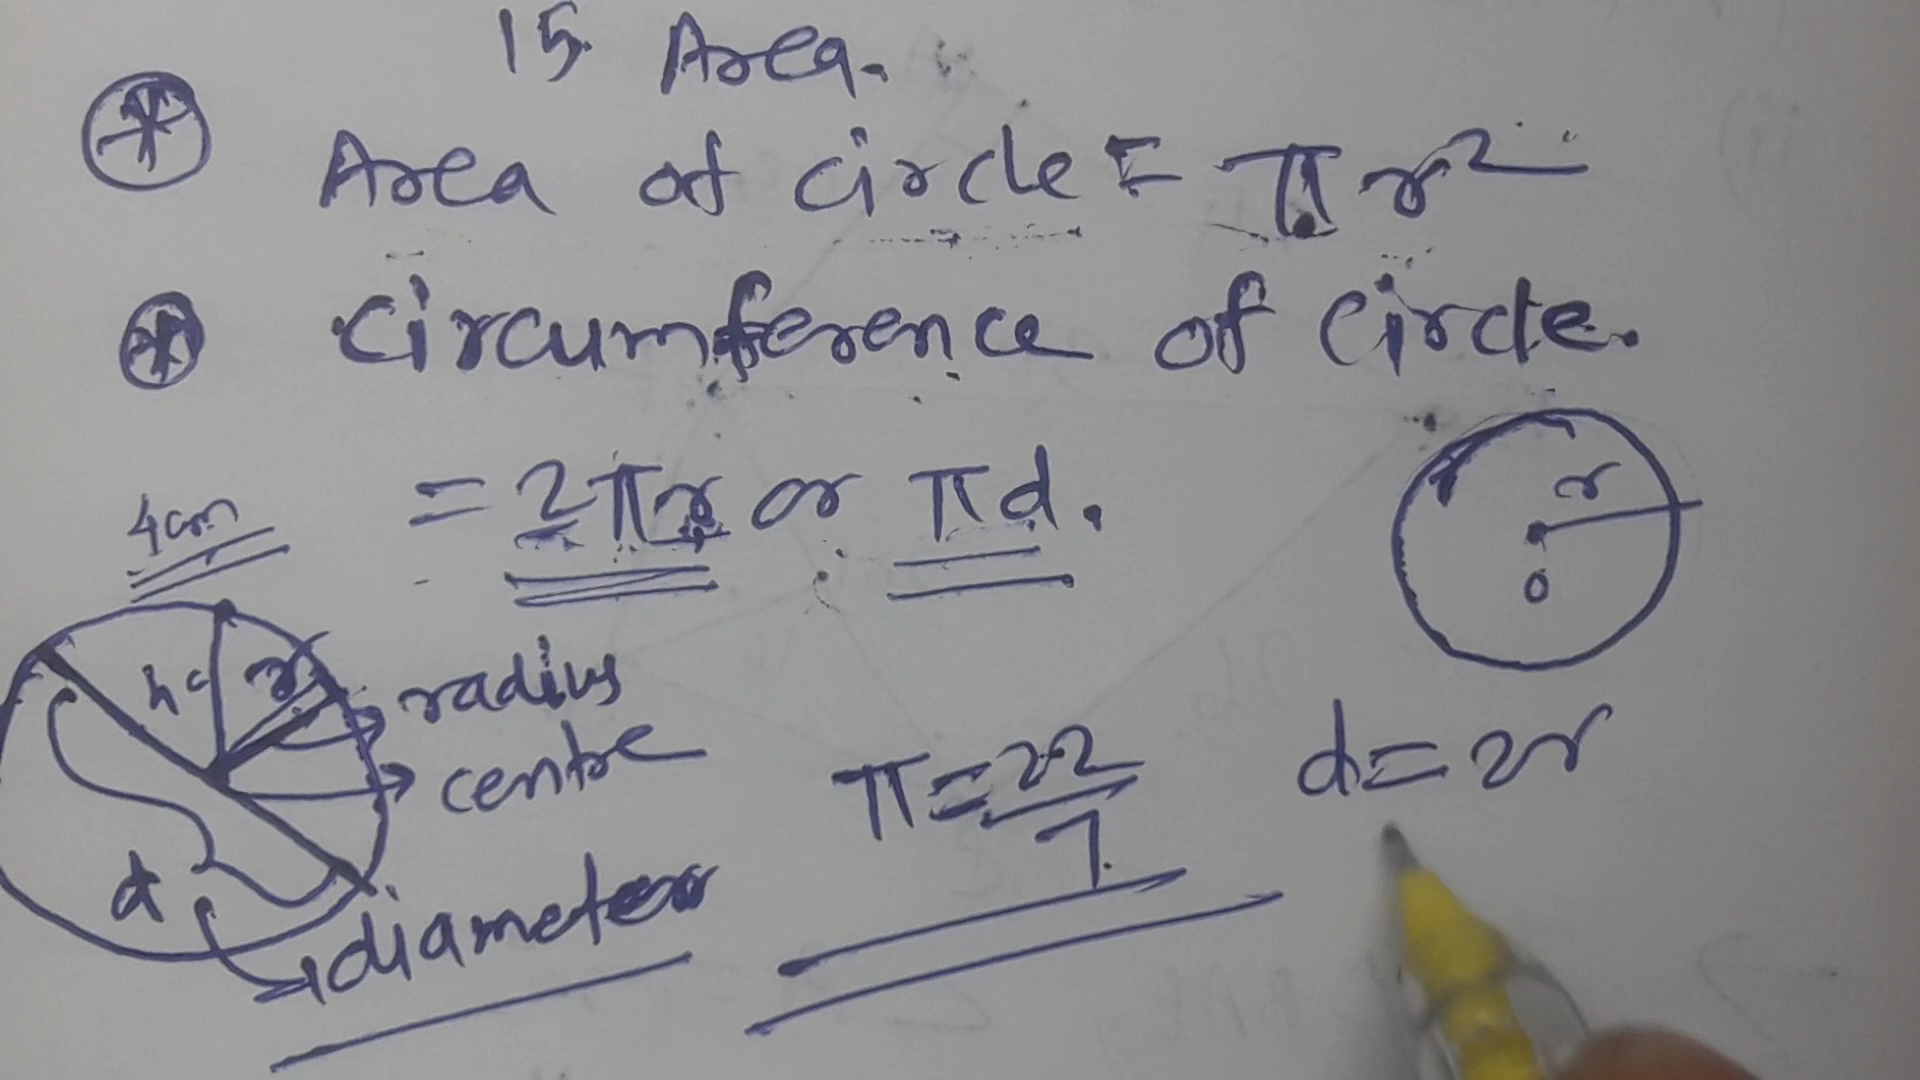 15. Area.
Area of circle = πr²
Circumference of circle.
= 2πr or πd.
4cm
r
o
r
radius
centre
d
diameter
π = 22/7
d = 2r